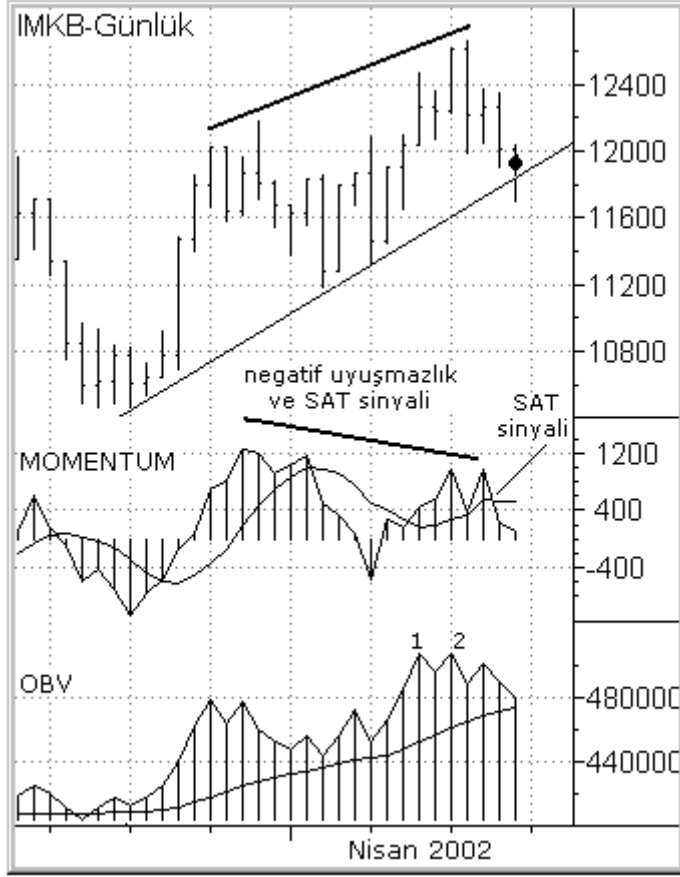 IMKB-Günlük
12400
12000
11600
11200
10800
negatif uyuşmazlık
ve SAT sinyali
SAT
sinyali
MOMENTUM
1200
400
-400
1 2
OBV
480000
440000
Nisan 2002